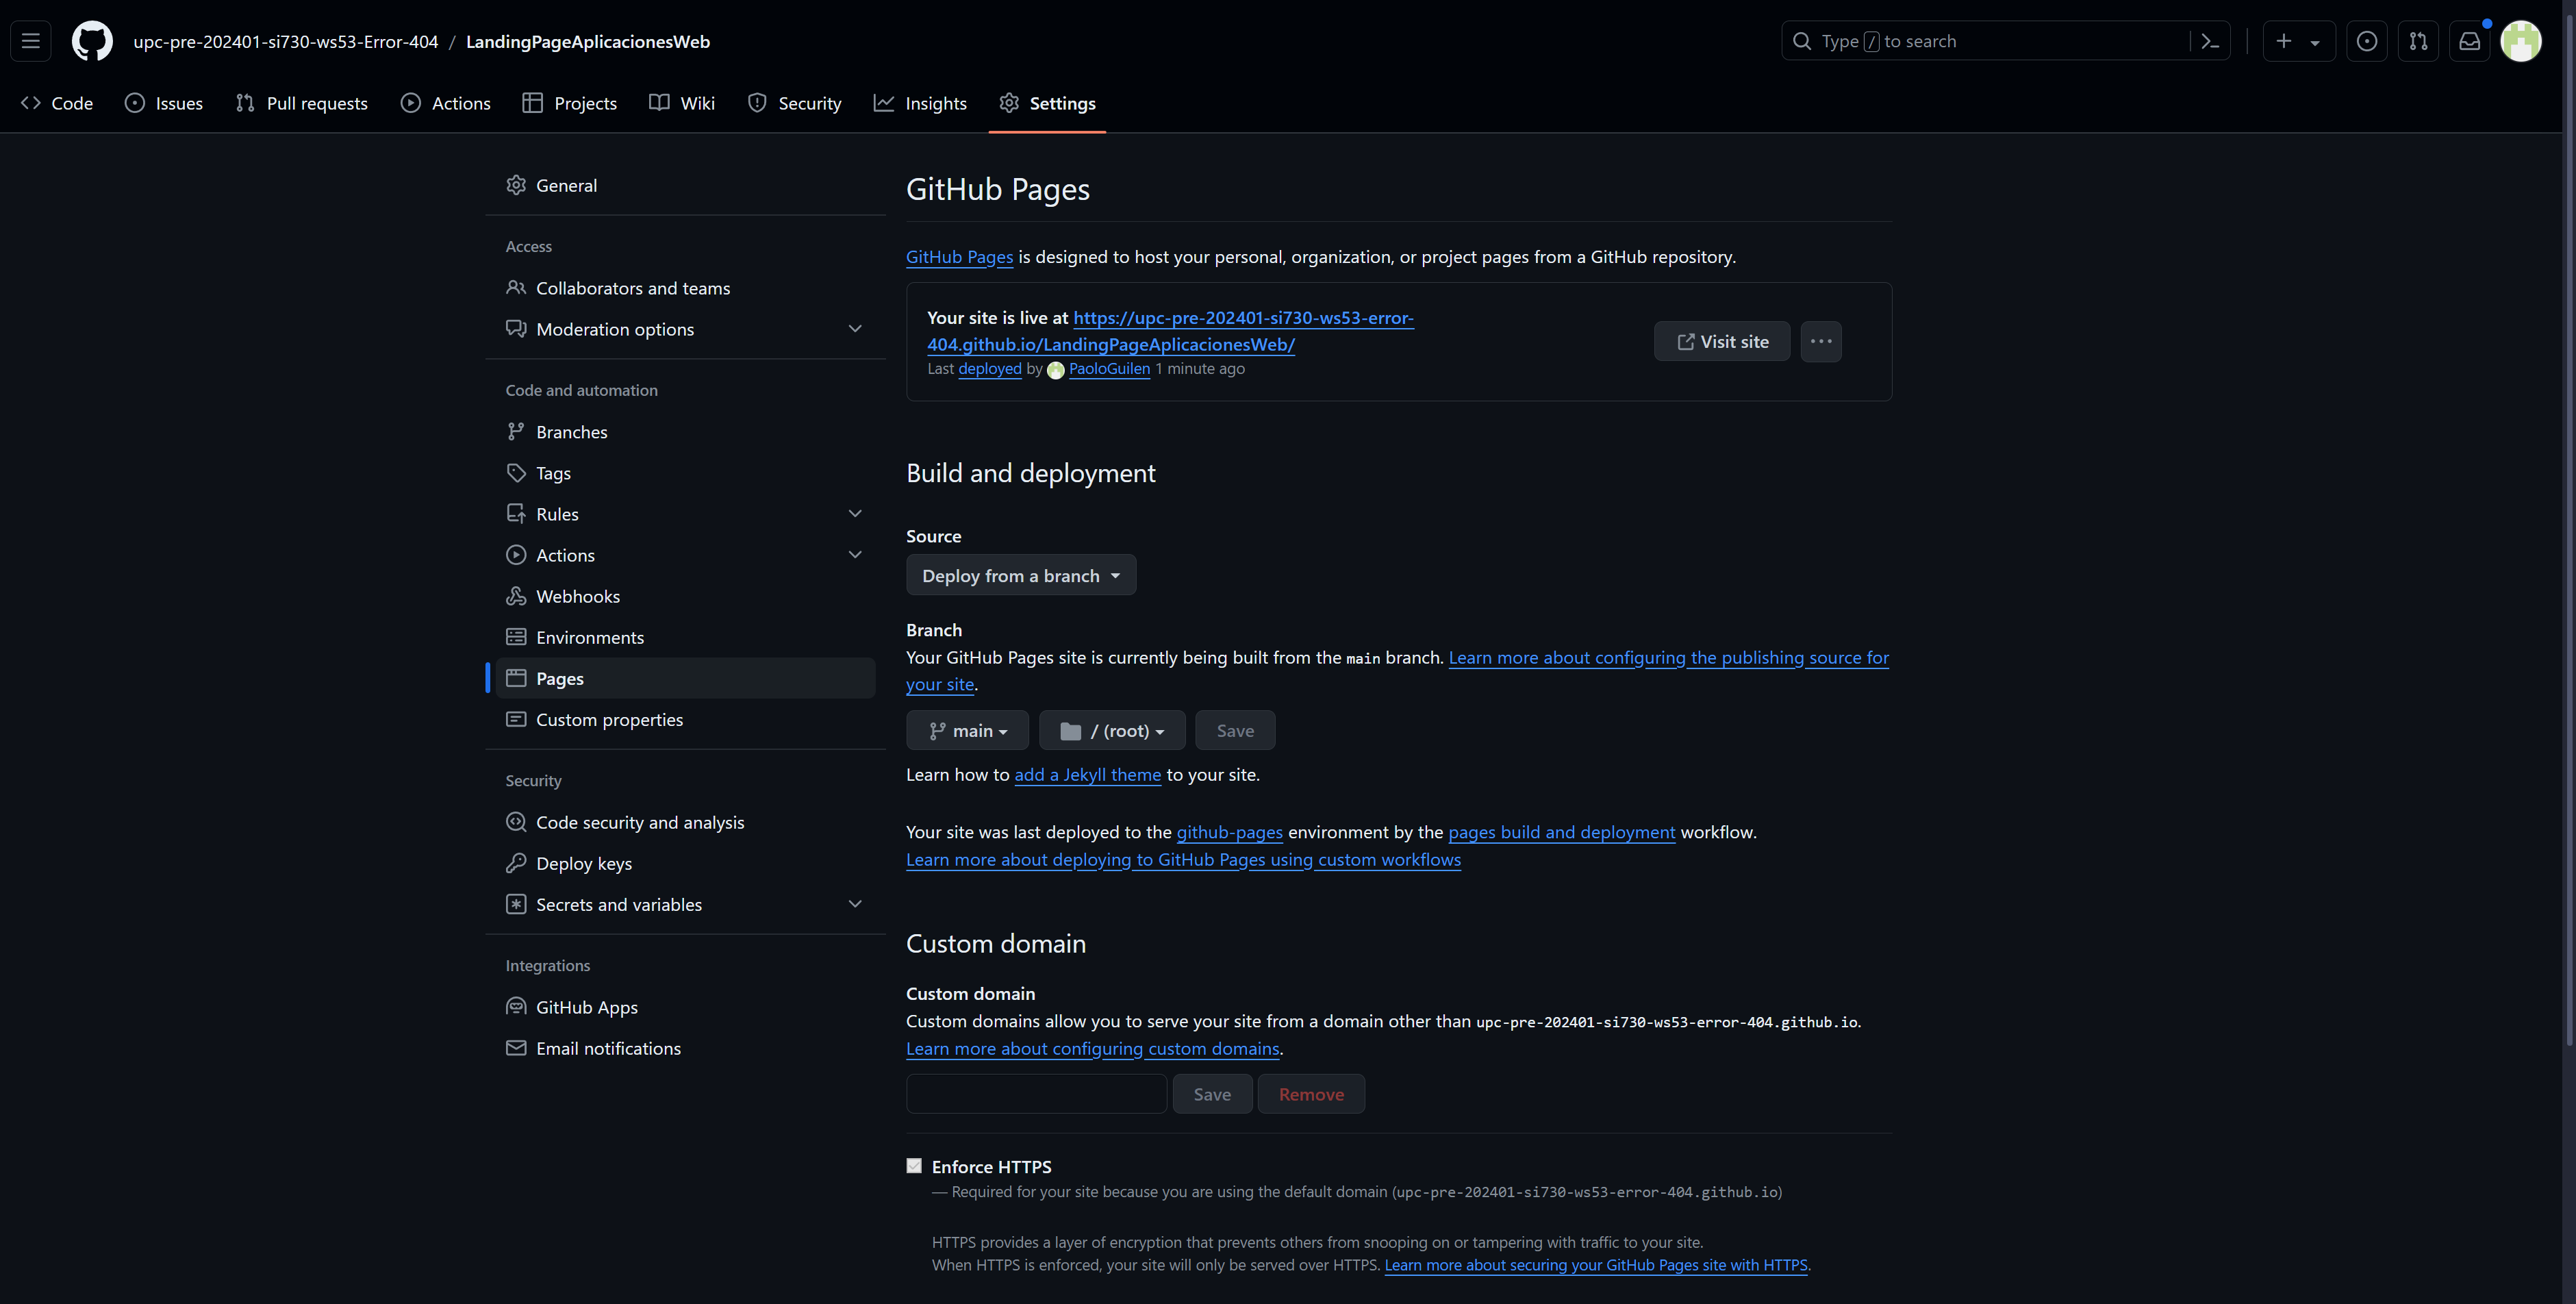 upc-pre-202401-si730-ws53-Error-404 / LandingPageAplicacionesWeb
Type / to search
Code
Issues
Pull requests
Actions
Projects
Wiki
Security
Insights
Settings
General
Access
Collaborators and teams
Moderation options
Code and automation
Branches
Tags
Rules
Actions
Webhooks
Environments
Pages
Custom properties
Security
Code security and analysis
Deploy keys
Secrets and variables
Integrations
GitHub Apps
Email notifications
GitHub Pages
GitHub Pages is designed to host your personal, organization, or project pages from a GitHub repository.
Your site is live at https://upc-pre-202401-si730-ws53-error-
404.github.io/LandingPageAplicacionesWeb/
Last deployed by PaoloGuilen 1 minute ago
Visit site
Build and deployment
Source
Deploy from a branch
Branch
Your GitHub Pages site is currently being built from the main branch. Learn more about configuring the publishing source for
your site.
main
/ (root)
Save
Learn how to add a Jekyll theme to your site.
Your site was last deployed to the github-pages environment by the pages build and deployment workflow.
Learn more about deploying to GitHub Pages using custom workflows
Custom domain
Custom domain
Custom domains allow you to serve your site from a domain other than upc-pre-202401-si730-ws53-error-404.github.io.
Learn more about configuring custom domains.
Save
Remove
Enforce HTTPS
— Required for your site because you are using the default domain (upc-pre-202401-si730-ws53-error-404.github.io)
HTTPS provides a layer of encryption that prevents others from snooping on or tampering with traffic to your site.
When HTTPS is enforced, your site will only be served over HTTPS. Learn more about securing your GitHub Pages site with HTTPS.